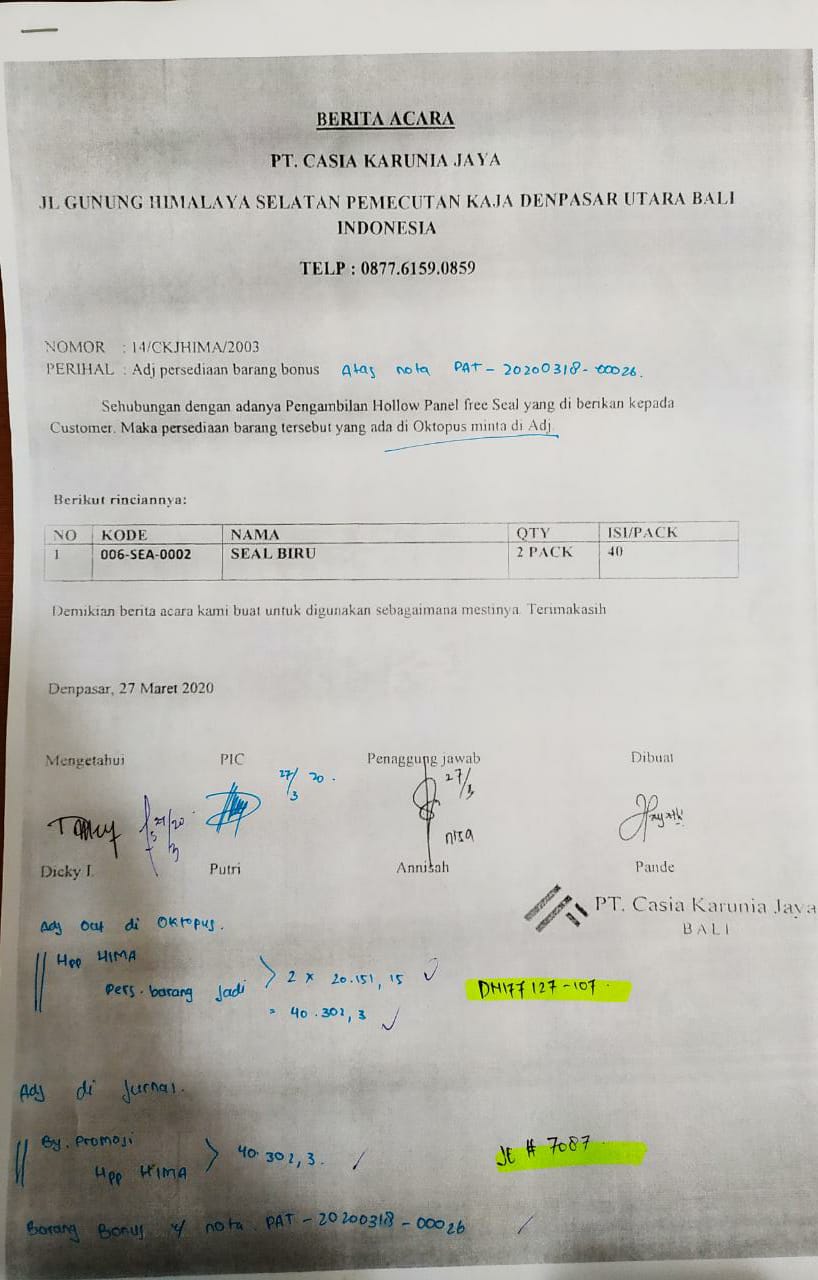 BERITA ACARA
PT. CASIA KARUNIA JAYA
JL GUNUNG HIMALAYA SELATAN PEMECUTAN KAJA DENPASAR UTARA BALI
INDONESIA
TELP : 0877.6159.0859
NOMOR : 14/CKJHIMA/2003
PERIHAL : Adj persediaan barang bonus Atas nota PAT-20200318-00026.
Sehubungan dengan adanya Pengambilan Hollow Panel free Seal yang di berikan kepada
Customer. Maka persediaan barang tersebut yang ada di Oktopus minta di Adj.
Berikut rinciannya:
NO KODE NAMA QTY ISI/PACK
1 006-SEA-0002 SEAL BIRU 2 PACK 40
Demikian berita acara kami buat untuk digunakan sebagaimana mestinya. Terimakasih
Denpasar, 27 Maret 2020
Mengetahui PIC Penaggung jawab Dibuat
27/3 20. 27/3
nisa
Dicky I. Putri Annisah Pande
PT. Casia Karunia Jaya
BALI
Adj Out di Oktopus.
Hpp HIMA
Pers. barang jadi > 2 x 20.151,15
= 40.302,3
DM177127-107.
Adj di Jurnal.
By. Promosi
Hpp HIMA > 40.302,3.
JE # 7087
Barang Bonus nota PAT-20200318-00026